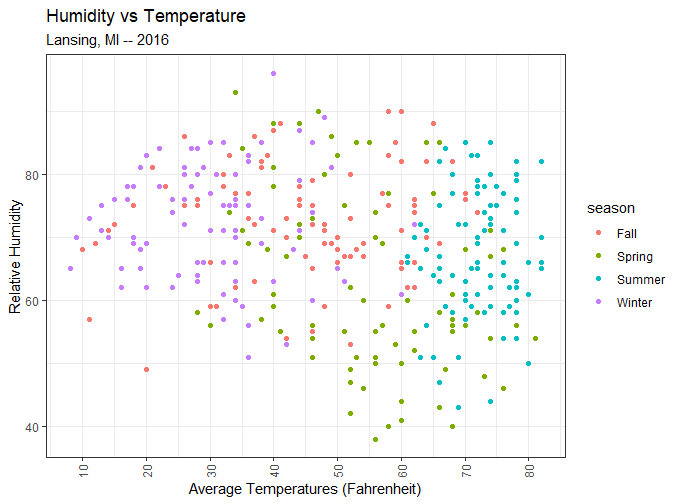 Humidity vs Temperature
Lansing, MI -- 2016
80
60
40
Relative Humidity
10 20 30 40 50 60 70 80
Average Temperatures (Fahrenheit)
season
Fall
Spring
Summer
Winter